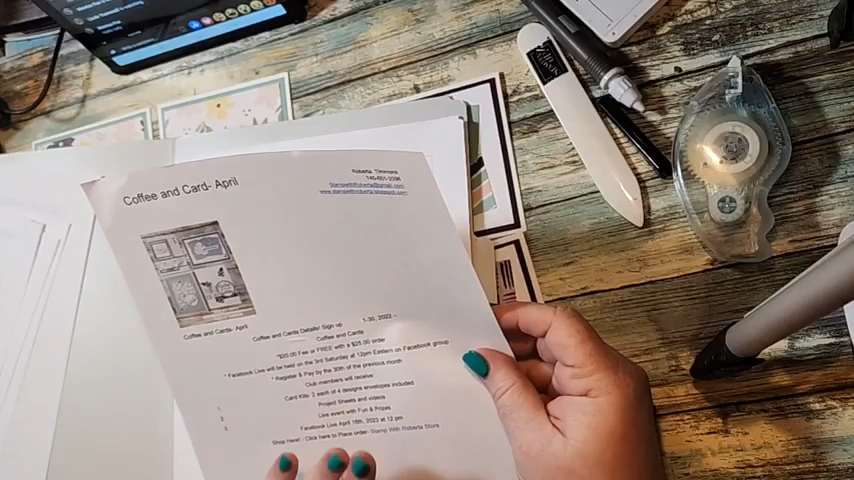 Coffee and Card- April
Roberta Timmons
Coffee and Cards- April
Coffee and Cards Details! Sign up 1-30, 2022 -
Coffee and Cards
*$20.00 Fee or FREE with a $25.00 order
* Facebook Live will be held on the 3rd Saturday at 12pm Eastern on Facebook group
* Register & Pay by the 30th of the previous month
Club members will receive
Card Kits: 1 each of 4 designs envelopes included
Project Sheets and videos
Live event with Fun & Prizes
Facebook Live April 16th, 2023 at 12 pm
Shop Here! - Click here to Place order- Stamp With Roberta Store